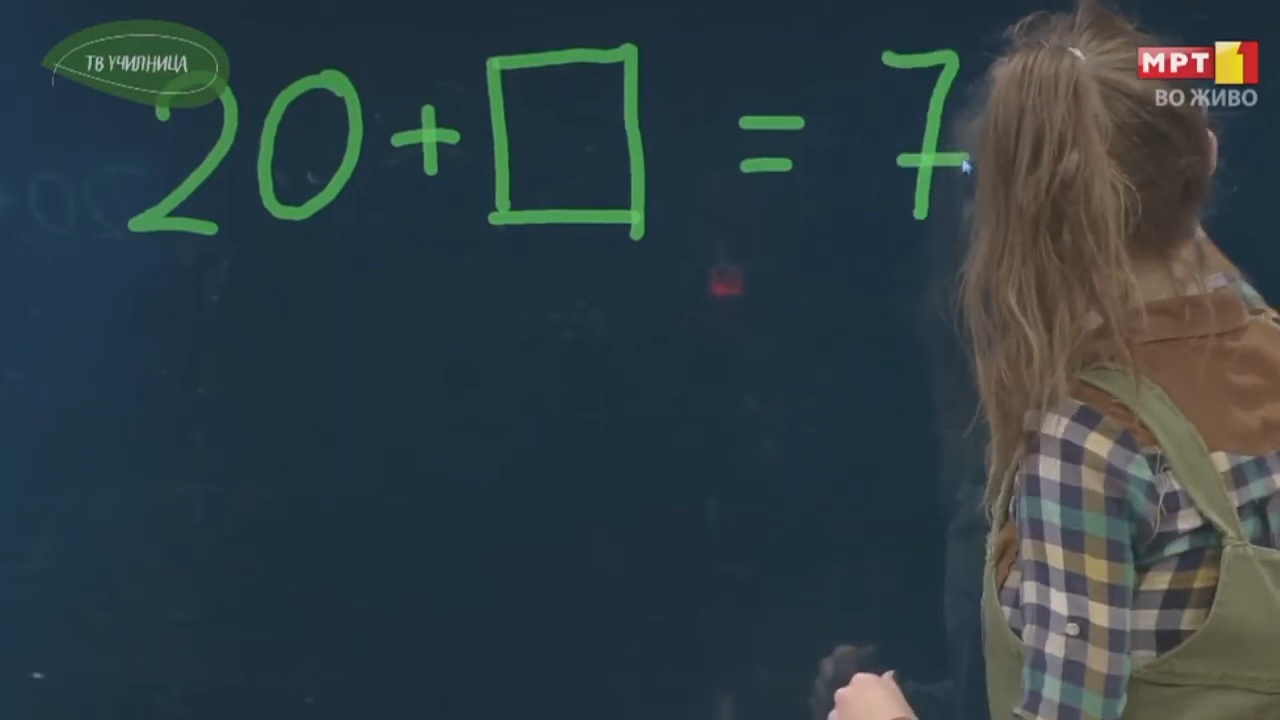 ТВ УЧИЛНИЦА
МРТ 1
ВО ЖИВО
20 + □ = 7